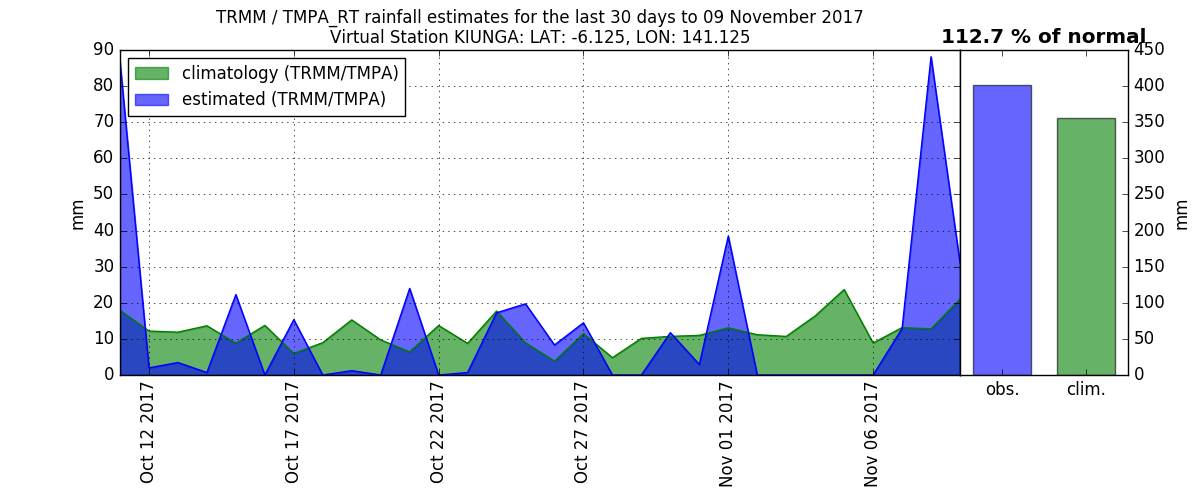 TRMM / TMPA_RT rainfall estimates for the last 30 days to 09 November 2017
Virtual Station KIUNGA: LAT: -6.125, LON: 141.125
112.7 % of normal
climatology (TRMM/TMPA)
estimated (TRMM/TMPA)
90
80
70
60
50
40
30
20
10
0
mm
Oct 12 2017
Oct 17 2017
Oct 22 2017
Oct 27 2017
Nov 01 2017
Nov 06 2017
450
400
350
300
250
200
150
100
50
0
mm
obs.
clim.